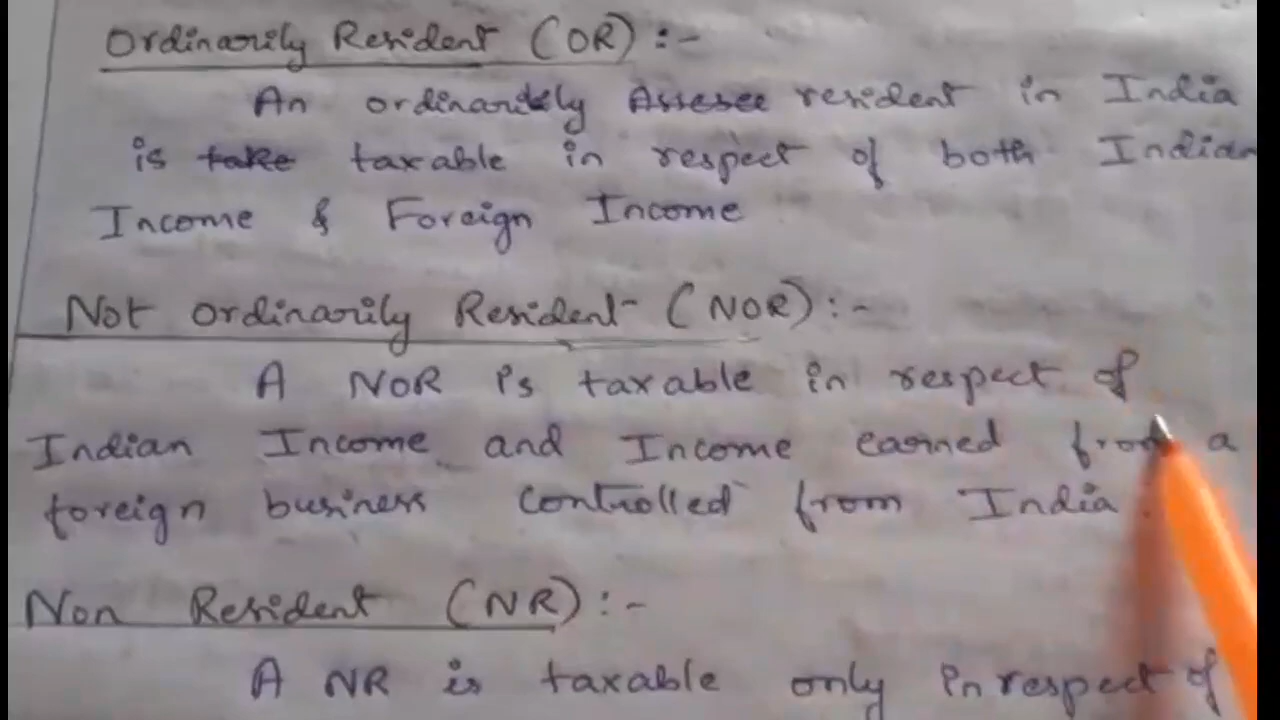 Ordinarily Resident (OR) :-
An ordinarily Assesee resident in India
is take taxable in respect of both Indian
Income & Foreign Income
Not Ordinarily Resident (NOR) :-
A NOR is taxable in respect of
Indian Income and Income earned from a
foreign business controlled from India.
Non Resident (NR) :-
A NR is taxable only in respect of